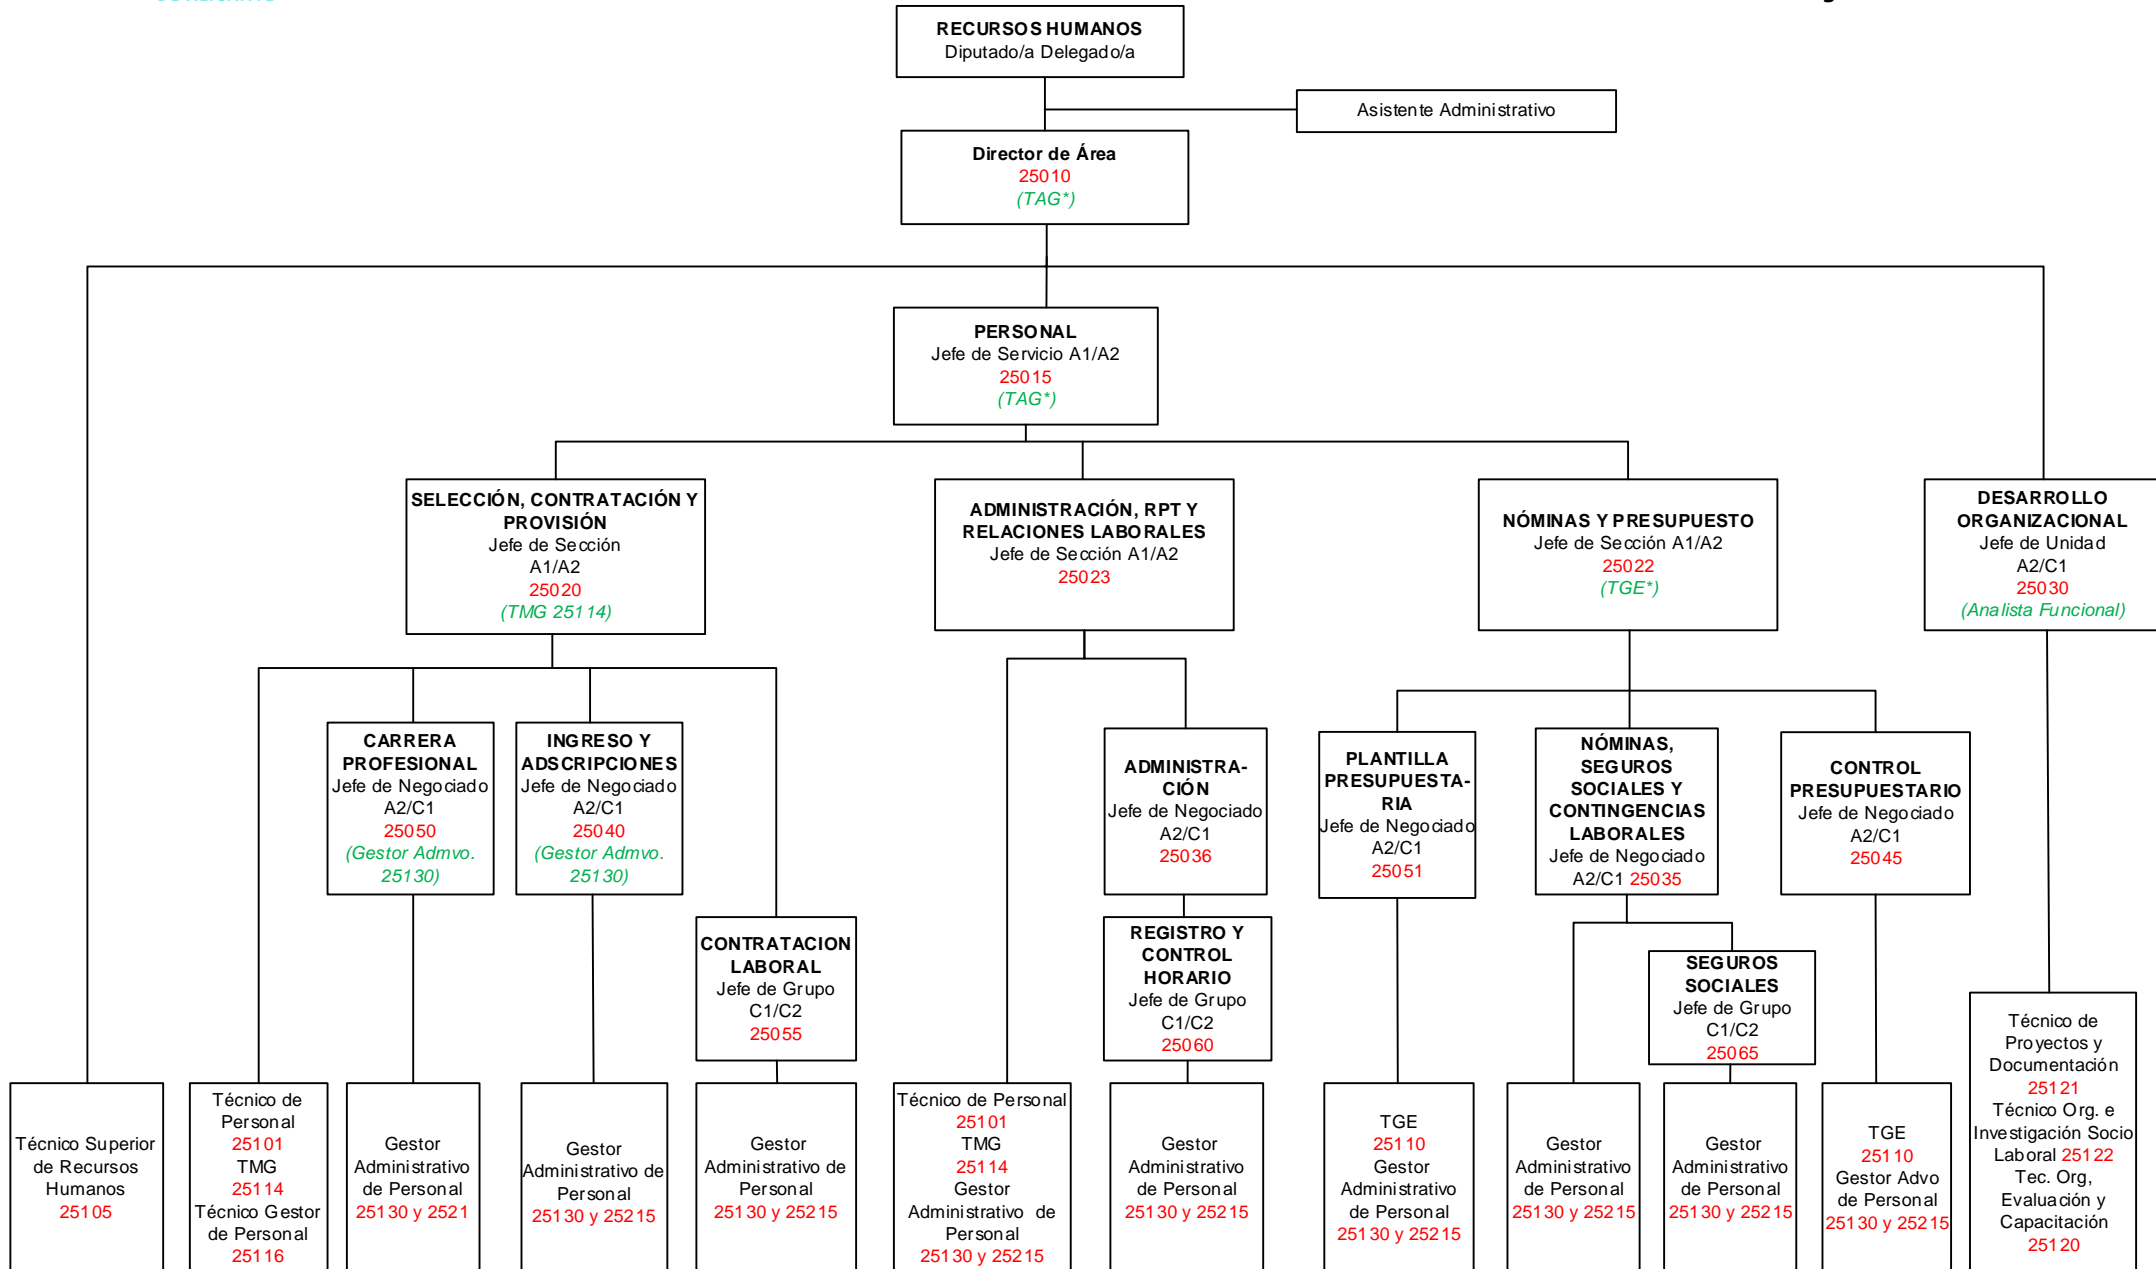 RECURSOS HUMANOS
Diputado/a Delegado/a
Asistente Administrativo
Director de Área
25010
(TAG*)
PERSONAL
Jefe de Servicio A1/A2
25015
(TAG*)
SELECCIÓN, CONTRATACIÓN Y
PROVISIÓN
Jefe de Sección
A1/A2
25020
(TMG 25114)
ADMINISTRACIÓN, RPT Y
RELACIONES LABORALES
Jefe de Sección A1/A2
25023
NÓMINAS Y PRESUPUESTO
Jefe de Sección A1/A2
25022
(TGE*)
DESARROLLO
ORGANIZACIONAL
Jefe de Unidad
A2/C1
25030
(Analista Funcional)
CARRERA
PROFESIONAL
Jefe de Negociado
A2/C1
25050
(Gestor Admvo.
25130)
INGRESO Y
ADSCRIPCIONES
Jefe de Negociado
A2/C1
25040
(Gestor Admvo.
25130)
CONTRATACION
LABORAL
Jefe de Grupo
C1/C2
25055
ADMINISTRA-
CIÓN
Jefe de Negociado
A2/C1
25036
REGISTRO Y
CONTROL
HORARIO
Jefe de Grupo
C1/C2
25060
PLANTILLA
PRESUPUESTA-
RIA
Jefe de Negociado
A2/C1
25051
NÓMINAS,
SEGUROS
SOCIALES Y
CONTINGENCIAS
LABORALES
Jefe de Negociado
A2/C1 25035
CONTROL
PRESUPUESTARIO
Jefe de Negociado
A2/C1
25045
SEGUROS
SOCIALES
Jefe de Grupo
C1/C2
25065
Técnico Superior
de Recursos
Humanos
25105
Técnico de
Personal
25101
TMG
25114
Técnico Gestor
de Personal
25116
Gestor
Administrativo
de Personal
25130 y 2521
Gestor
Administrativo de
Personal
25130 y 25215
Gestor
Administrativo de
Personal
25130 y 25215
Técnico de Personal
25101
TMG
25114
Gestor
Administrativo de
Personal
25130 y 25215
Gestor
Administrativo
de Personal
25130 y 25215
TGE
25110
Gestor
Administrativo
de Personal
25130 y 25215
Gestor
Administrativo
de Personal
25130 y 25215
Gestor
Administrativo
de Personal
25130 y 25215
TGE
25110
Gestor Advo
de Personal
25130 y 25215
Técnico de
Proyectos y
Documentación
25121
Técnico Org. e
Investigación Socio
Laboral 25122
Tec. Org,
Evaluación y
Capacitación
25120